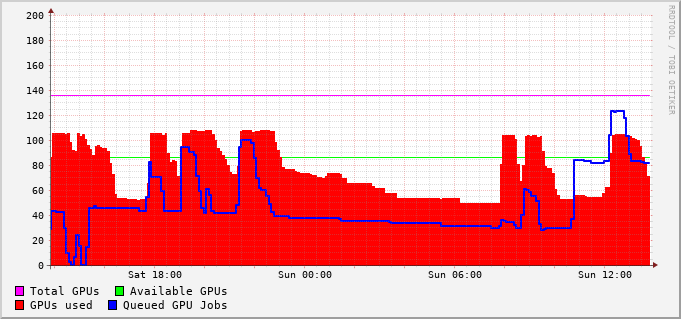 200
180
160
140
120
100
80
60
40
20
0
Sat 18:00 Sun 00:00 Sun 06:00 Sun 12:00
Total GPUs Available GPUs
GPUs used Queued GPU Jobs
RRDTOOL / TOBI OETIKER